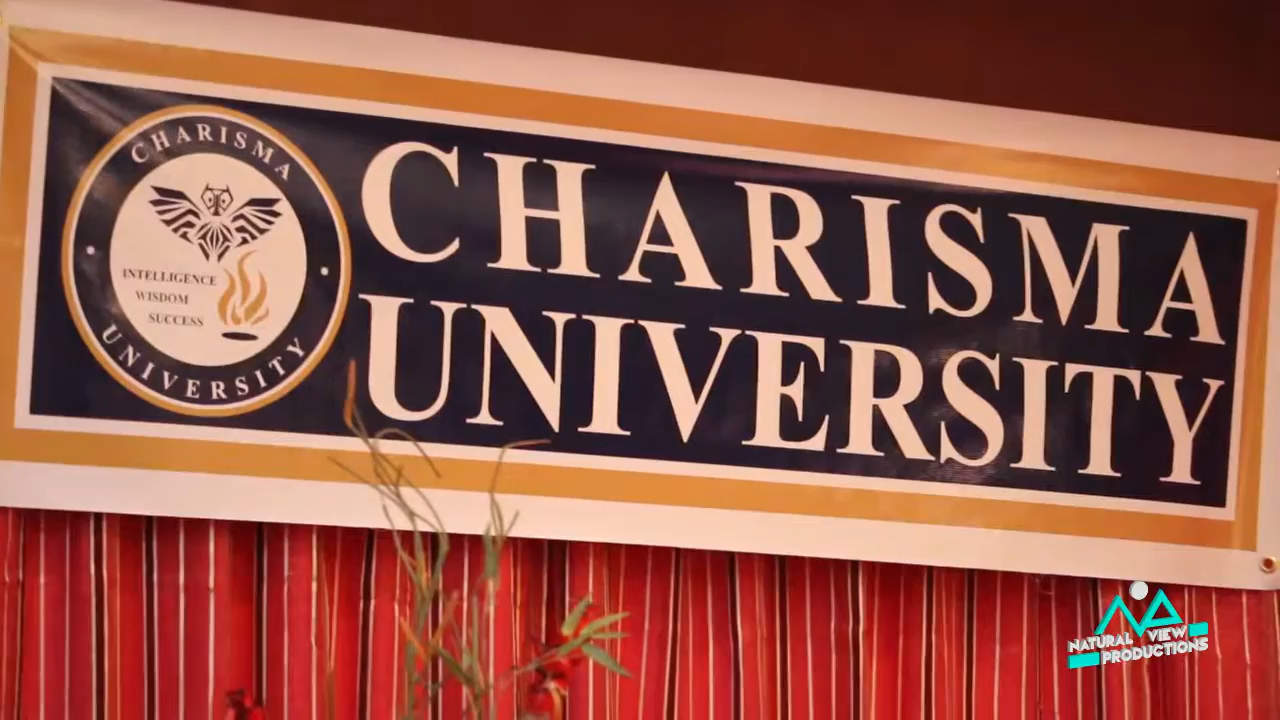 CHARISMA
INTELLIGENCE
WISDOM
SUCCESS
UNIVERSITY
CHARISMA
UNIVERSITY
NATURAL VIEW
PRODUCTIONS